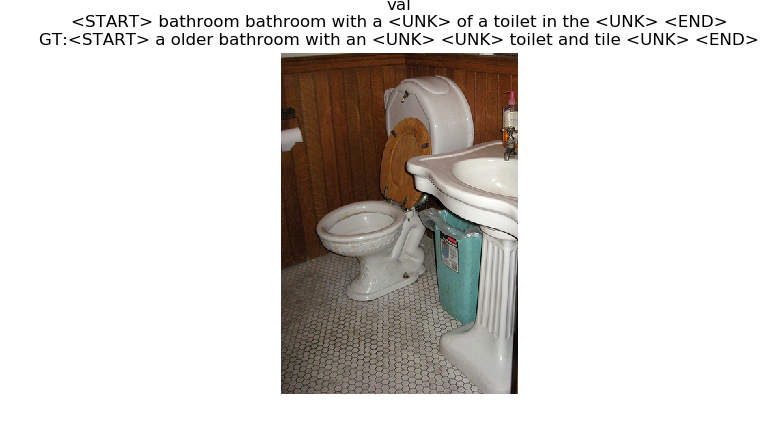 val
<START> bathroom bathroom with a <UNK> of a toilet in the <UNK> <END>
GT:<START> a older bathroom with an <UNK> <UNK> toilet and tile <UNK> <END>